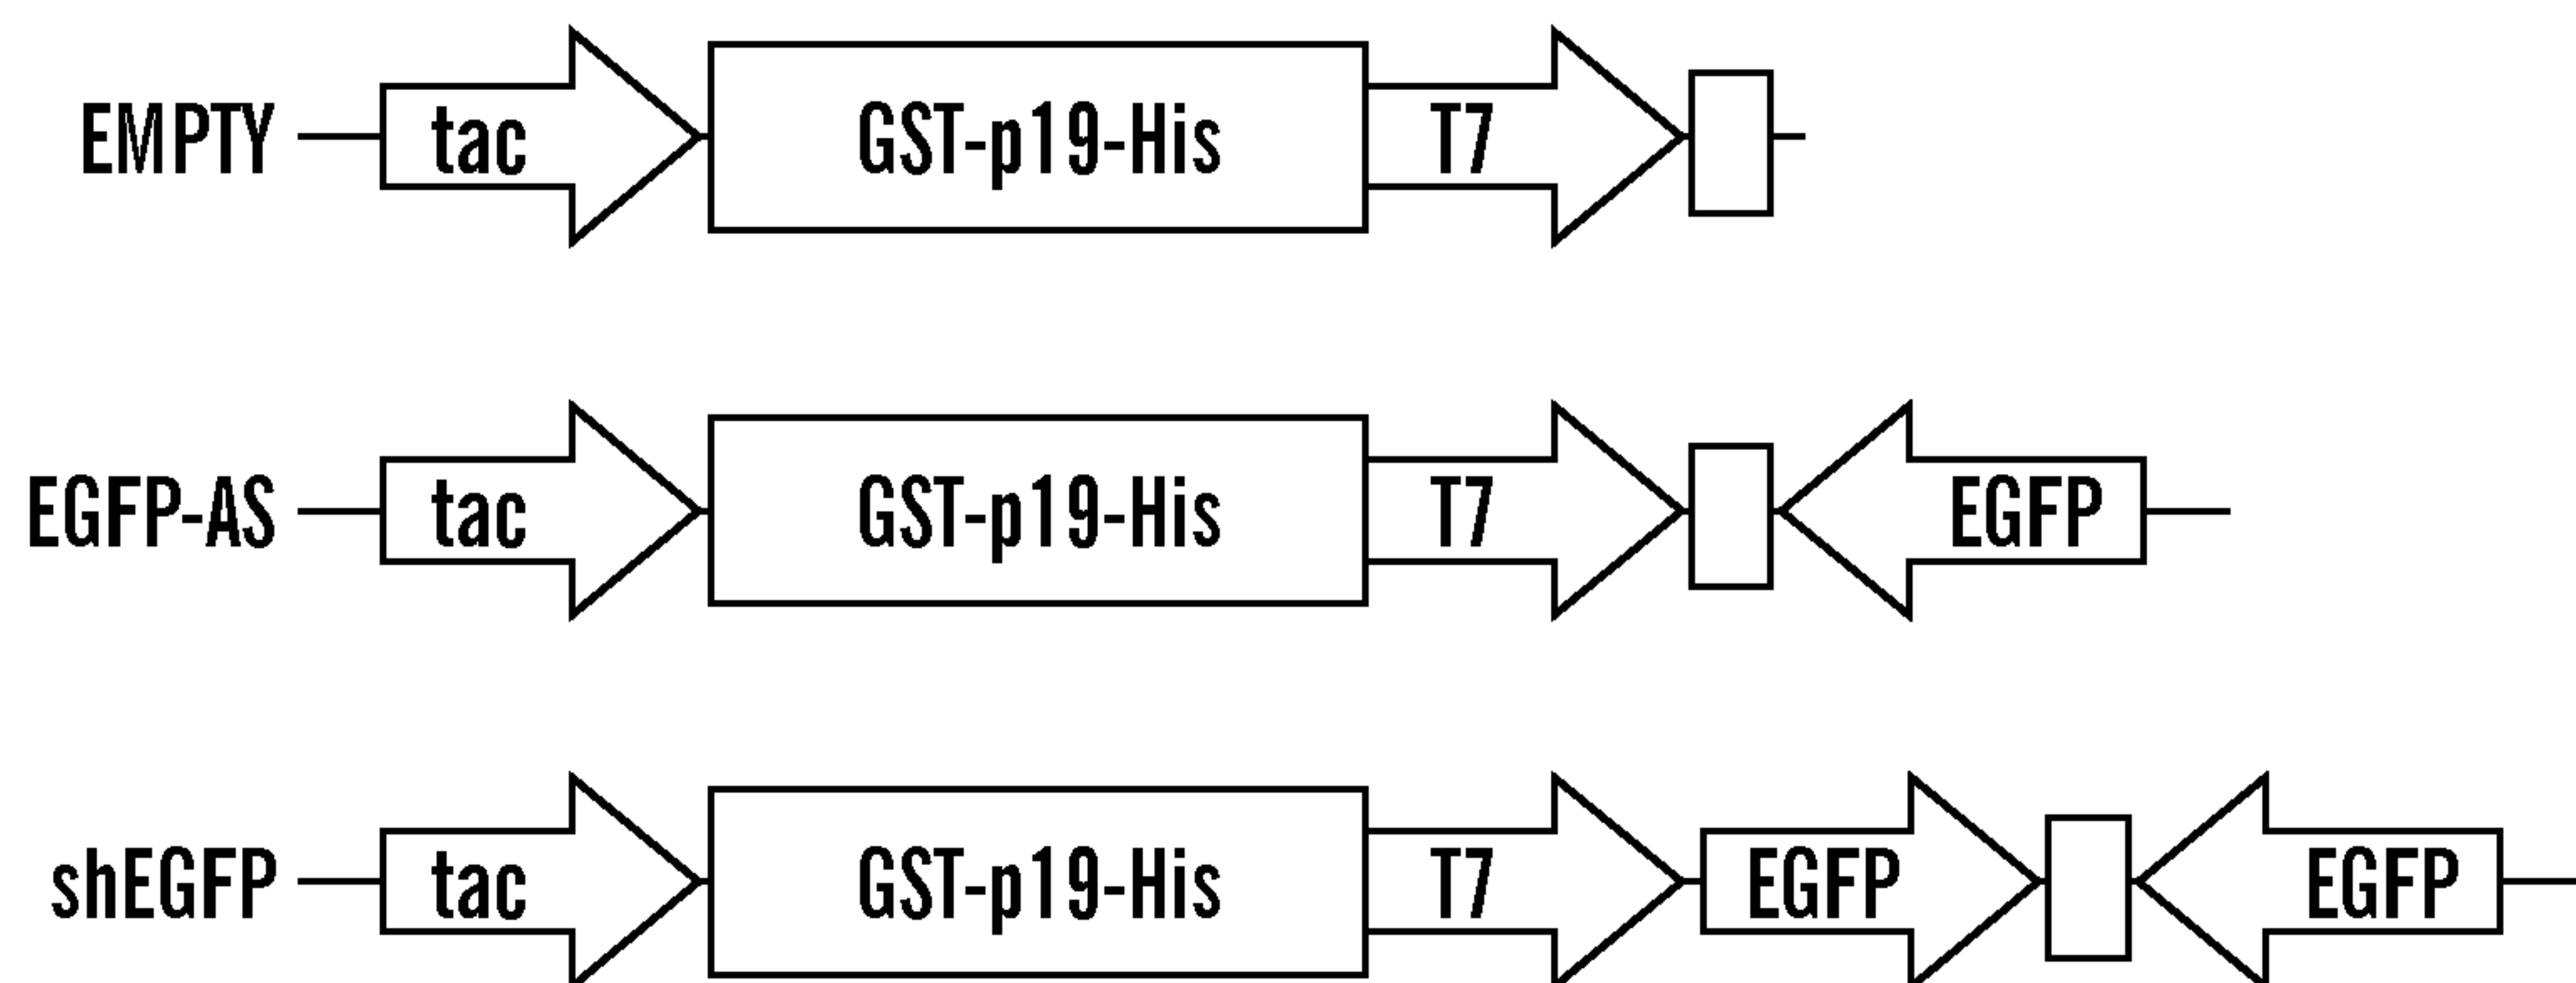 EMPTY tac GST-p19-His T7
EGFP-AS tac GST-p19-His T7 EGFP
shEGFP tac GST-p19-His T7 EGFP EGFP